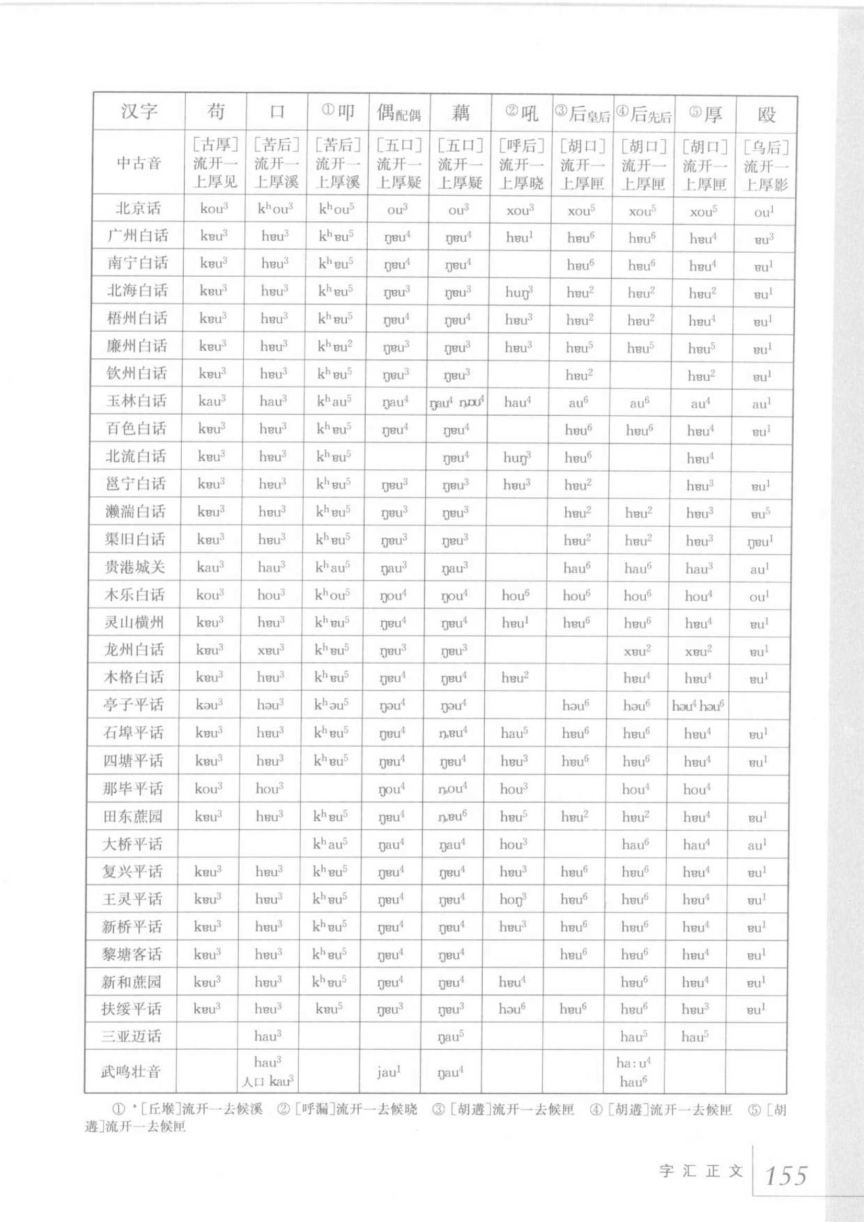 汉字 苟 口 ①叩 偶配偶 藕 ②吼 ③后皇后 ④后先后 ⑤厚 殴
中古音 [古厚] [苦后] [苦后] [五口] [五口] [呼后] [胡口] [胡口] [胡口] [乌后]
流开一 流开一 流开一 流开一 流开一 流开一 流开一 流开一 流开一 流开一
上厚见 上厚溪 上厚溪 上厚疑 上厚疑 上厚晓 上厚匣 上厚匣 上厚匣 上厚影
北京话 kou³ kʰou³ kʰou⁵ ou³ ou³ xou³ xou⁵ xou⁵ xou⁵ ou¹
广州白话 kɐu³ hɐu³ kʰɐu⁵ ŋɐu⁴ ŋɐu⁴ hɐu¹ hɐu⁶ hɐu⁶ hɐu⁴ ɐu³
南宁白话 kɐu³ hɐu³ kʰɐu⁵ ŋɐu⁴ ŋɐu⁴ hɐu⁶ hɐu⁶ hɐu⁴ ɐu¹
北海白话 kɐu³ hɐu³ kʰɐu⁵ ŋɐu³ ŋɐu³ huŋ³ hɐu² hɐu² hɐu² ɐu¹
梧州白话 kɐu³ hɐu³ kʰɐu⁵ ŋɐu⁴ ŋɐu⁴ hɐu³ hɐu² hɐu² hɐu⁴ ɐu¹
廉州白话 kɐu³ hɐu³ kʰɐu² ŋɐu³ ŋɐu³ hɐu³ hɐu⁵ hɐu⁵ hɐu⁵ ɐu¹
钦州白话 kɐu³ hɐu³ kʰɐu⁵ ŋɐu³ ŋɐu³ hɐu² hɐu² ɐu¹
玉林白话 kau³ hau³ kʰau⁵ ŋau⁴ ŋau⁴ hau⁴ au⁶ au⁶ au⁴ au¹
百色白话 kɐu³ hɐu³ kʰɐu⁵ ŋɐu⁴ ŋɐu⁴ hɐu⁶ hɐu⁶ hɐu⁴ ɐu¹
北流白话 kɐu³ hɐu³ kʰɐu⁵ ŋɐu⁴ huŋ³ hɐu⁶ hɐu⁴
邕宁白话 kɐu³ hɐu³ kʰɐu⁵ ŋɐu³ ŋɐu³ hɐu³ hɐu² hɐu³ ɐu¹
濑湍白话 kɐu³ hɐu³ kʰɐu⁵ ŋɐu³ ŋɐu³ hɐu² hɐu² hɐu³ ɐu⁵
渠旧白话 kɐu³ hɐu³ kʰɐu⁵ ŋɐu³ ŋɐu³ hɐu² hɐu² hɐu³ ŋɐu¹
贵港城关 kau³ hau³ kʰau⁵ ŋau³ ŋau³ hau⁶ hau⁶ hau³ au¹
木乐白话 kou³ hou³ kʰou⁵ ŋou⁴ ŋou⁴ hou⁶ hou⁶ hou⁶ hou⁴ ou¹
灵山横州 kɐu³ hɐu³ kʰɐu⁵ ŋɐu⁴ ŋɐu⁴ hɐu¹ hɐu⁶ hɐu⁶ hɐu⁴ ɐu¹
龙州白话 kɐu³ xɐu³ kʰɐu⁵ ŋɐu³ ŋɐu³ xɐu² xɐu² ɐu¹
木格白话 kɐu³ hɐu³ kʰɐu⁵ ŋɐu⁴ ŋɐu⁴ hɐu² hɐu⁴ hɐu⁴ ɐu¹
亭子平话 kəu³ həu³ kʰəu⁵ ŋəu⁴ ŋəu⁴ həu⁶ həu⁶ həu⁴ həu⁶
石埠平话 kɐu³ hɐu³ kʰɐu⁵ ŋɐu⁴ ȵɐu⁴ hau⁵ hɐu⁶ hɐu⁶ hɐu⁴ ɐu¹
四塘平话 kɐu³ hɐu³ kʰɐu⁵ ŋɐu⁴ ŋɐu⁴ hɐu³ hɐu⁶ hɐu⁶ hɐu⁴ ɐu¹
那毕平话 kou³ hou³ ŋou⁴ ȵou⁴ hou³ hou⁴ hou⁴
田东蔗园 kɐu³ hɐu³ kʰɐu⁵ ŋɐu⁴ ȵɐu⁶ hɐu⁵ hɐu² hɐu² hɐu⁴ ɐu¹
大桥平话 kʰau⁵ ŋau⁴ ŋau⁴ hou³ hau⁶ hau⁴ au¹
复兴平话 kɐu³ hɐu³ kʰɐu⁵ ŋɐu⁴ ŋɐu⁴ hɐu³ hɐu⁶ hɐu⁶ hɐu⁴ ɐu¹
王灵平话 kɐu³ hɐu³ kʰɐu⁵ ŋɐu⁴ ŋɐu⁴ hoŋ³ hɐu⁶ hɐu⁶ hɐu⁴ ɐu¹
新桥平话 kɐu³ hɐu³ kʰɐu⁵ ŋɐu⁴ ŋɐu⁴ hɐu³ hɐu⁶ hɐu⁶ hɐu⁴ ɐu¹
黎塘客话 kɐu³ hɐu³ kʰɐu⁵ ŋɐu⁴ ŋɐu⁴ hɐu⁶ hɐu⁶ hɐu⁴ ɐu¹
新和蔗园 kɐu³ hɐu³ kʰɐu⁵ ŋɐu⁴ ŋɐu⁴ hɐu⁴ hɐu⁶ hɐu⁴ ɐu¹
扶绥平话 kɐu³ hɐu³ kɐu⁵ ŋɐu³ ŋɐu³ həu⁶ hɐu⁶ hɐu⁶ hɐu³ ɐu¹
三亚迈话 hau³ ŋau⁵ hau⁵ hau⁵
武鸣壮音 hau³ jau¹ ŋau⁴ ha:u⁴
人口 kau³ hau⁶
① *[丘堠]流开一去候溪 ②[呼漏]流开一去候晓 ③[胡遘]流开一去候匣 ④[胡遘]流开一去候匣 ⑤[胡
遘]流开一去候匣
字汇正文 155